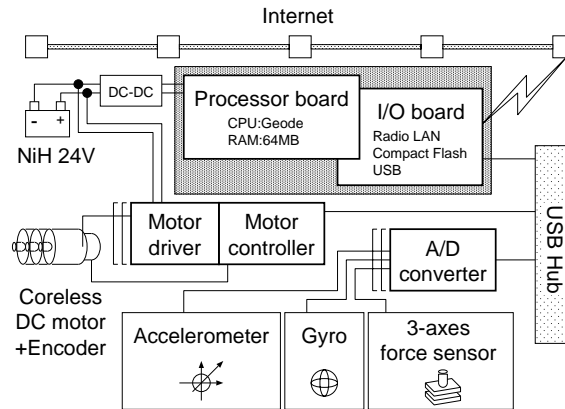 Internet
DC-DC
Processor board
CPU:Geode
RAM:64MB
I/O board
Radio LAN
Compact Flash
USB
- +
NiH 24V
USB Hub
Motor
driver
Motor
controller
A/D
converter
Coreless
DC motor
+Encoder
Accelerometer
Gyro
3-axes
force sensor